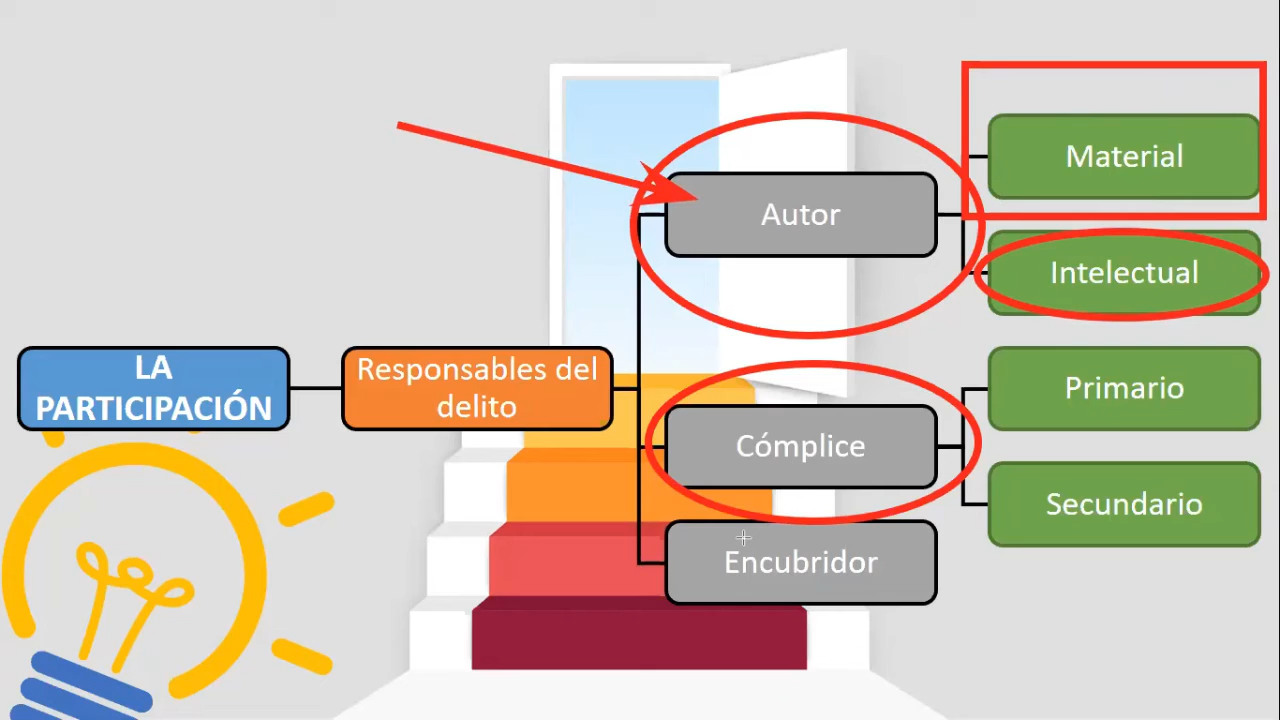 LA
PARTICIPACIÓN
Responsables del
delito
Autor
Material
Intelectual
Cómplice
Primario
Secundario
Encubridor